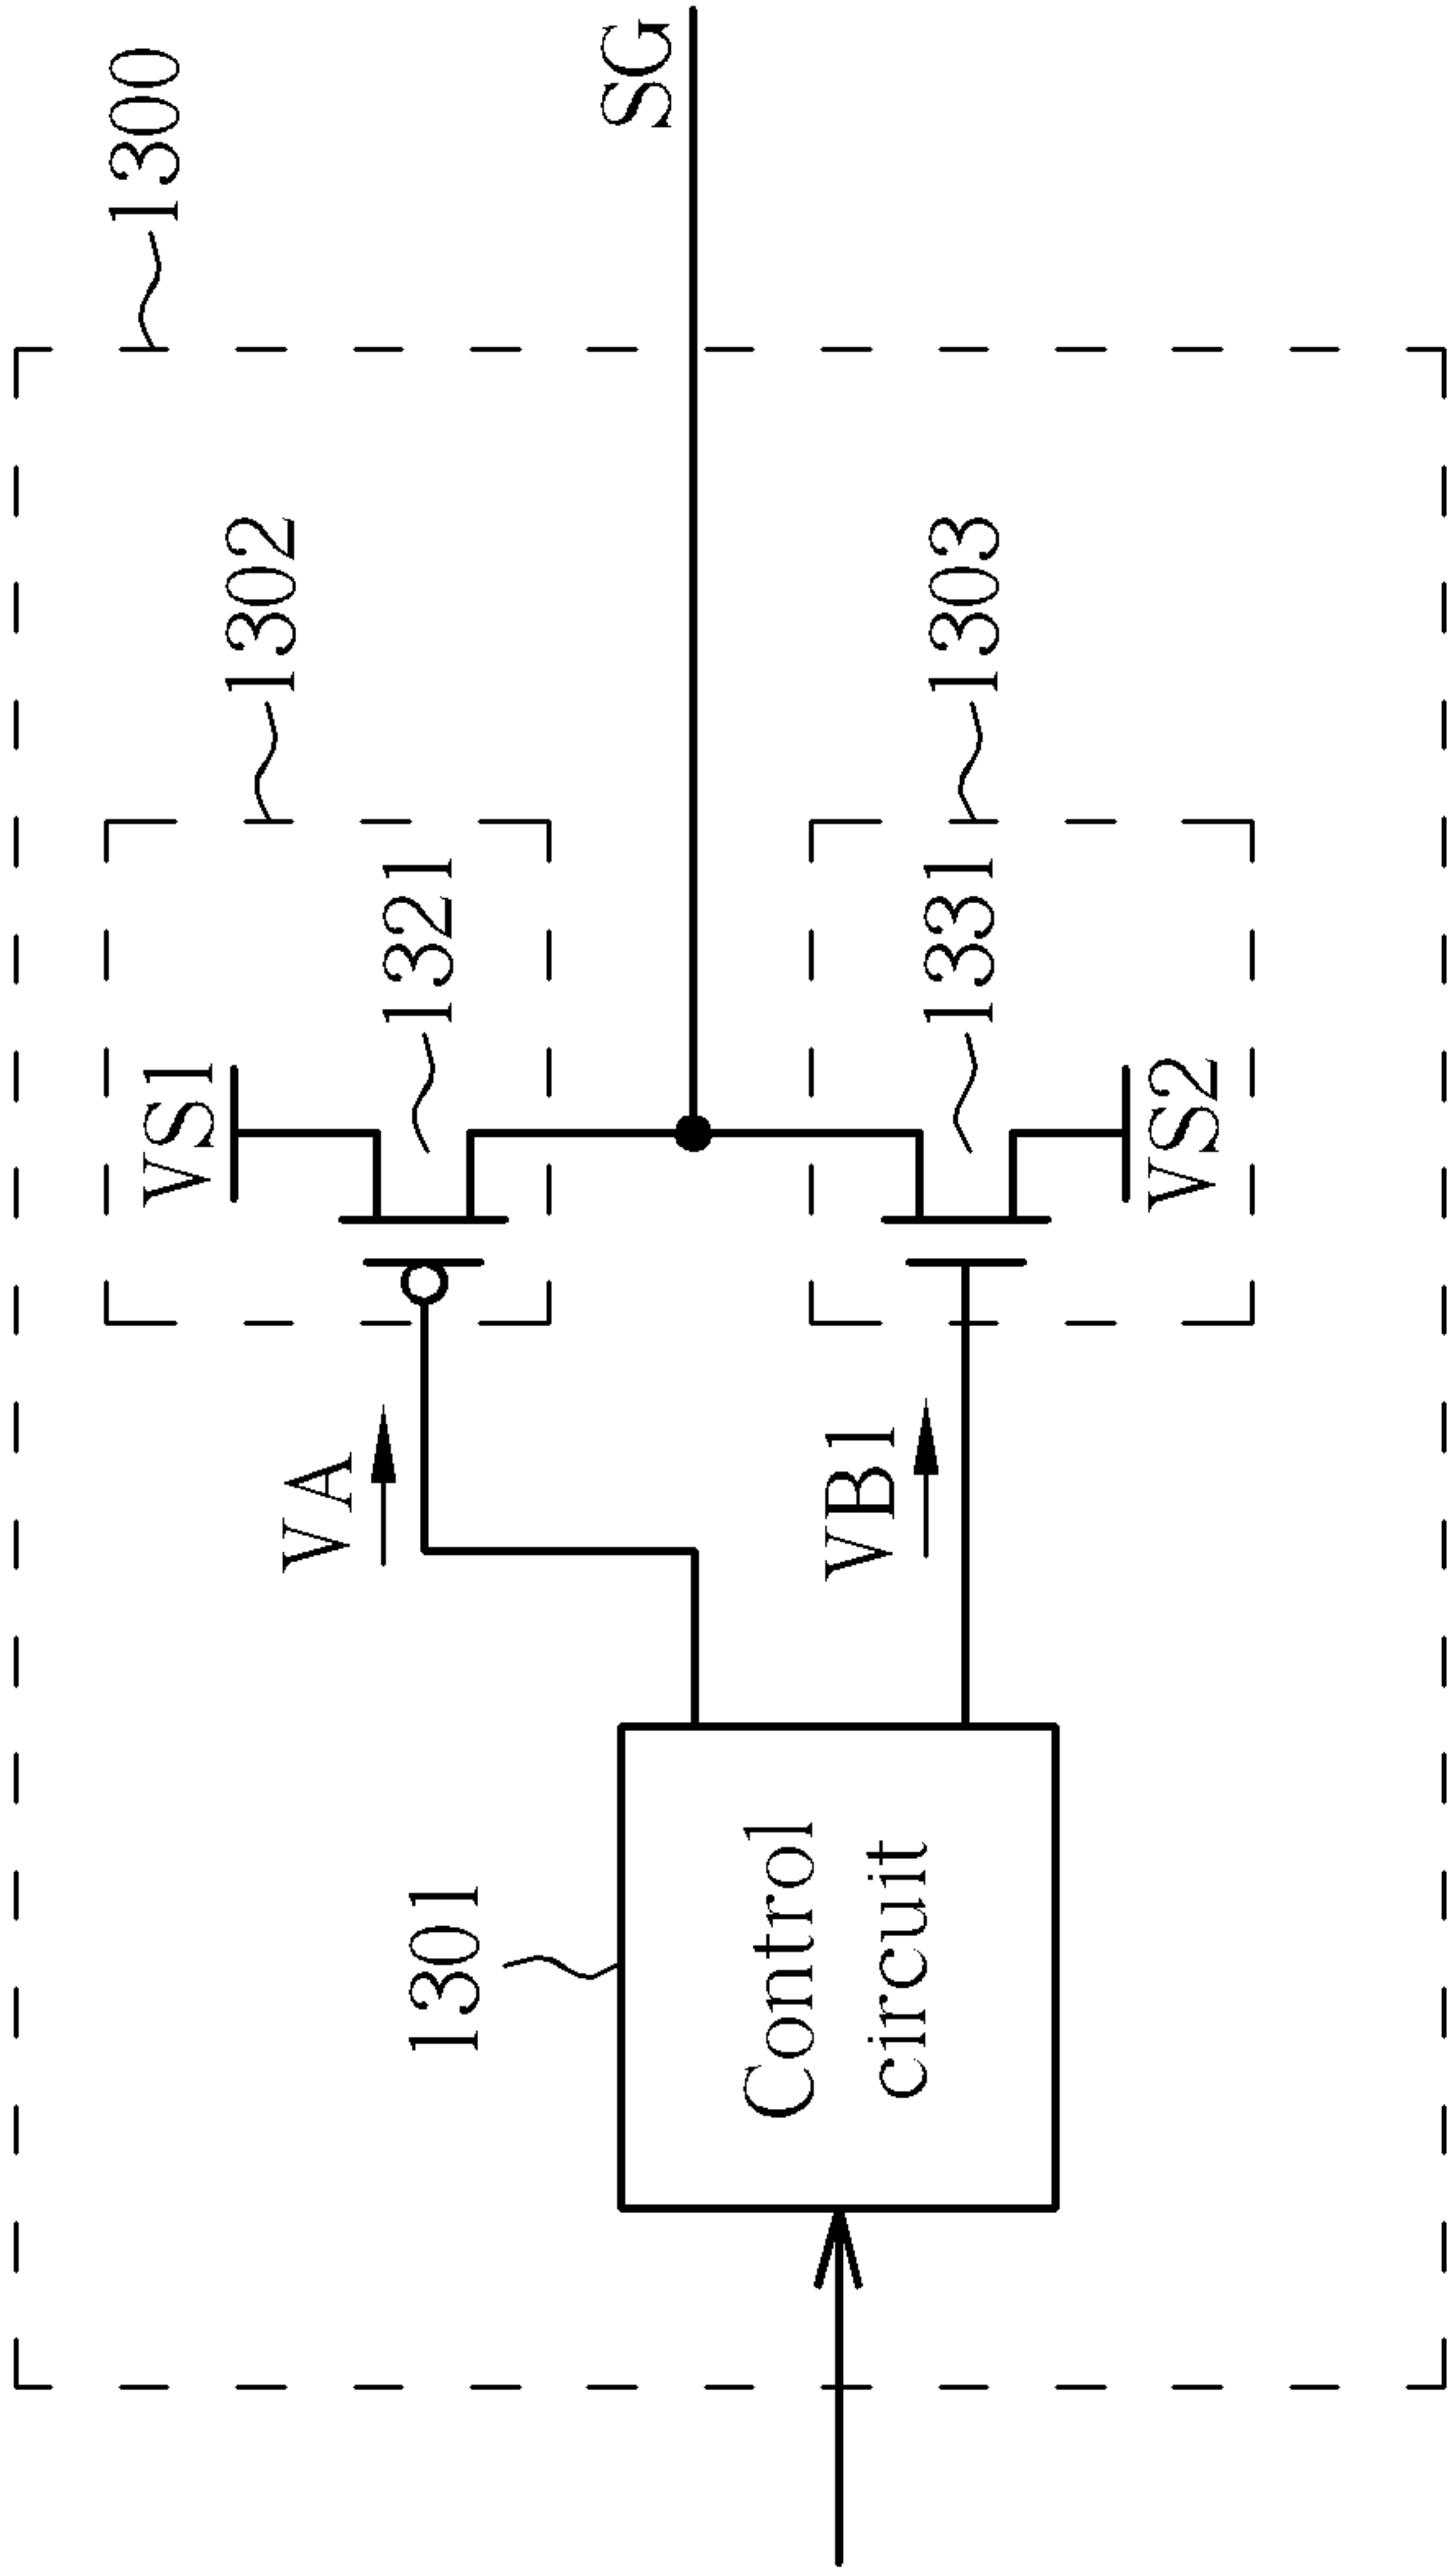 1300
SG
1302
VS1
1321
VA
1303
1331
VS2
VB1
1301
Control
circuit